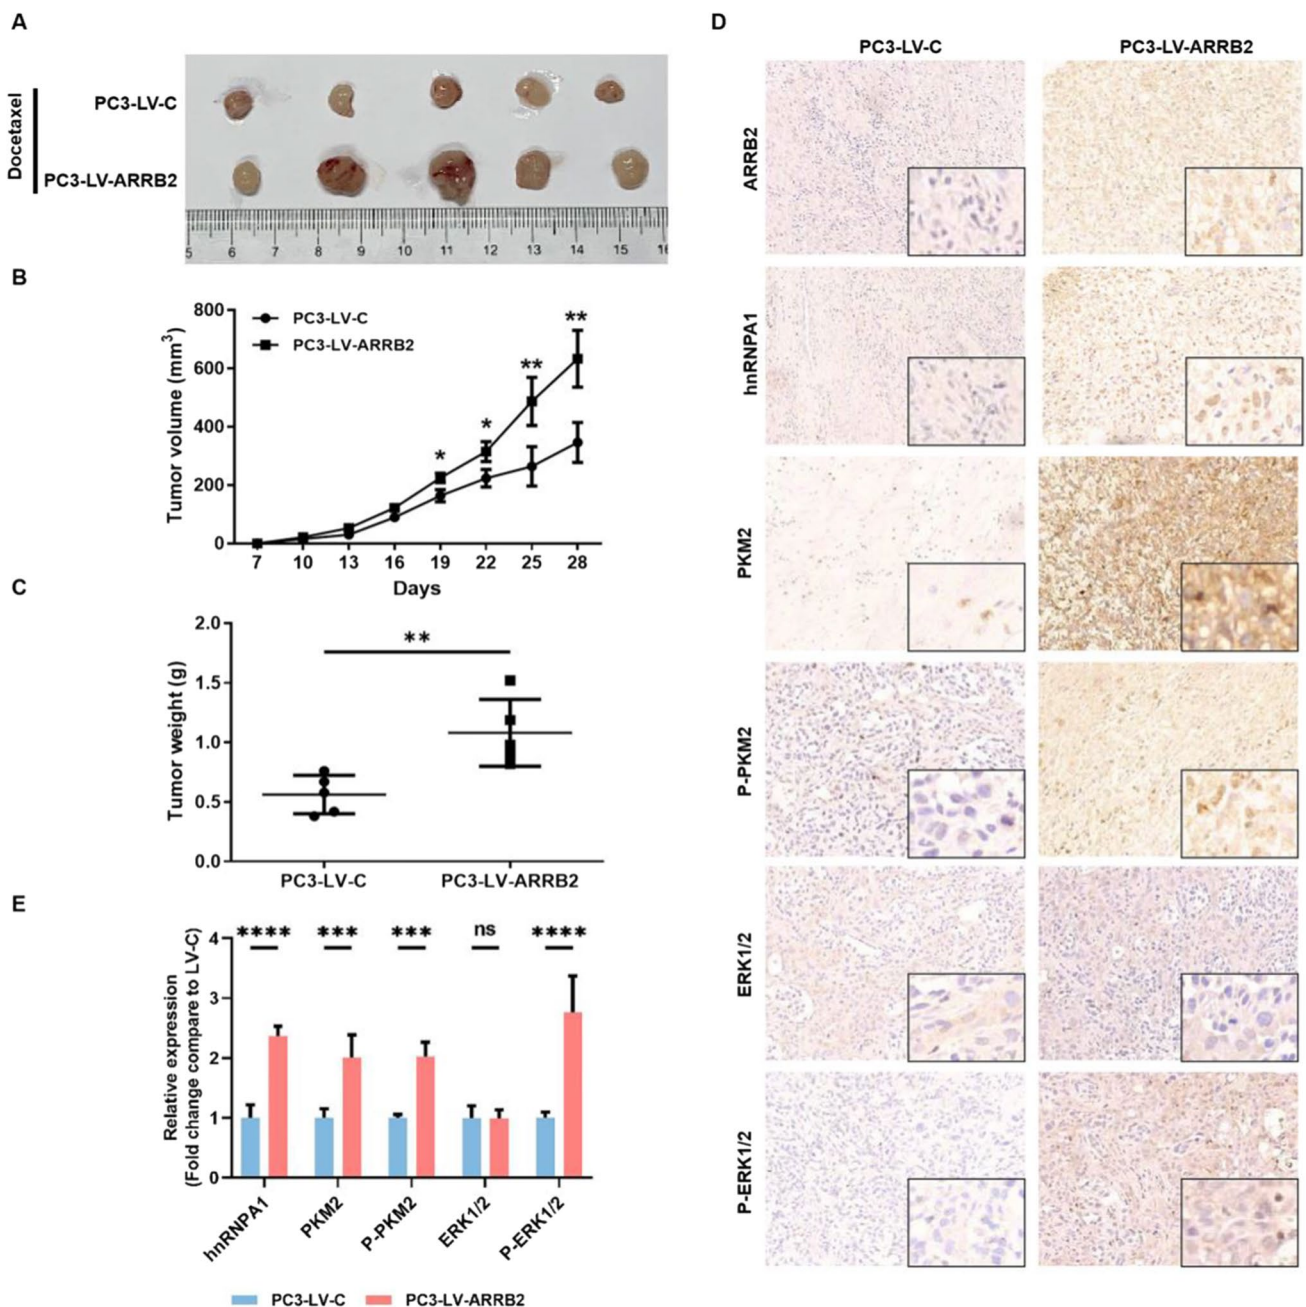 A
Docetaxel
PC3-LV-C
PC3-LV-ARRB2
5 6 7 8 9 10 11 12 13 14 15 16
B
Tumor volume (mm3)
800
600
400
200
0
PC3-LV-C
PC3-LV-ARRB2
* * ** **
7 10 13 16 19 22 25 28
Days
C
Tumor weight (g)
2.0
1.5
1.0
0.5
0.0
**
PC3-LV-C PC3-LV-ARRB2
E
Relative expression
(Fold change compare to LV-C)
**** *** *** ns ****
4
3
2
1
0
hnRNPA1 PKM2 P-PKM2 ERK1/2 P-ERK1/2
PC3-LV-C PC3-LV-ARRB2
D
PC3-LV-C PC3-LV-ARRB2
ARRB2
hnRNPA1
PKM2
P-PKM2
ERK1/2
P-ERK1/2